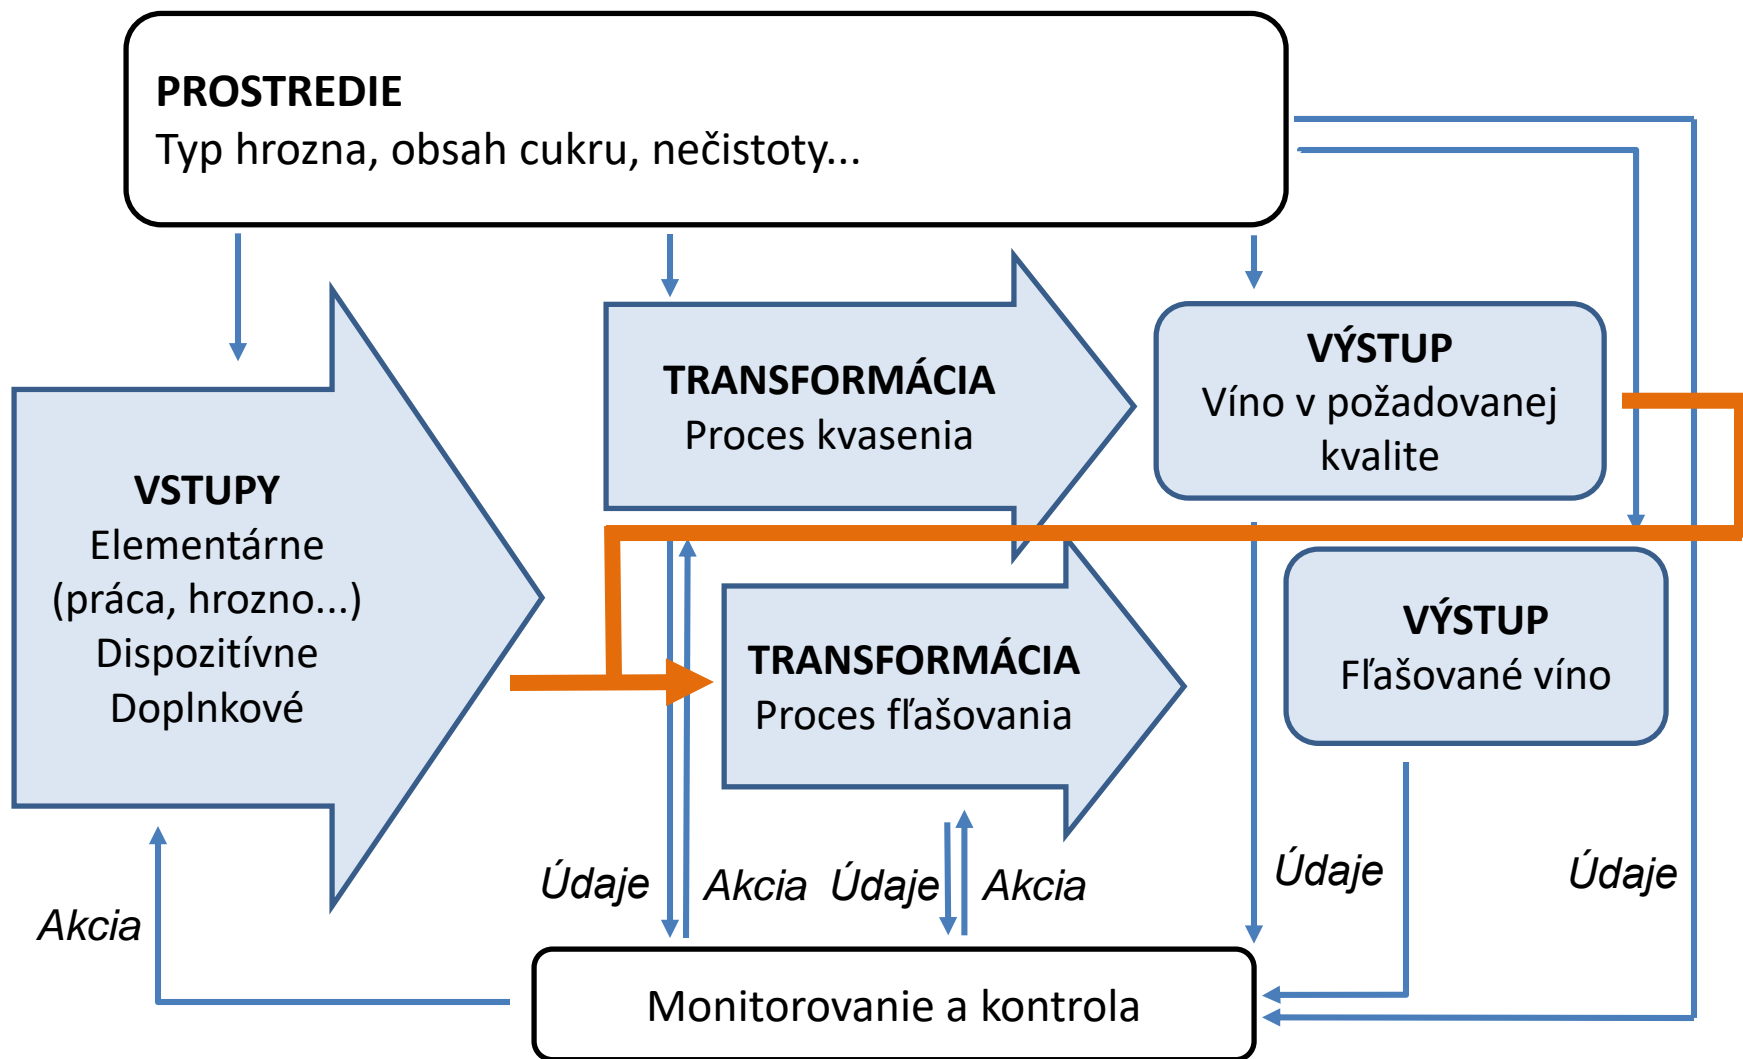 PROSTREDIE
Typ hrozna, obsah cukru, nečistoty...
VSTUPY
Elementárne
(práca, hrozno...)
Dispozitívne
Doplnkové
TRANSFORMÁCIA
Proces kvasenia
VÝSTUP
Víno v požadovanej
kvalite
TRANSFORMÁCIA
Proces fľašovania
VÝSTUP
Fľašované víno
Akcia
Údaje
Akcia
Údaje
Akcia
Údaje
Údaje
Monitorovanie a kontrola